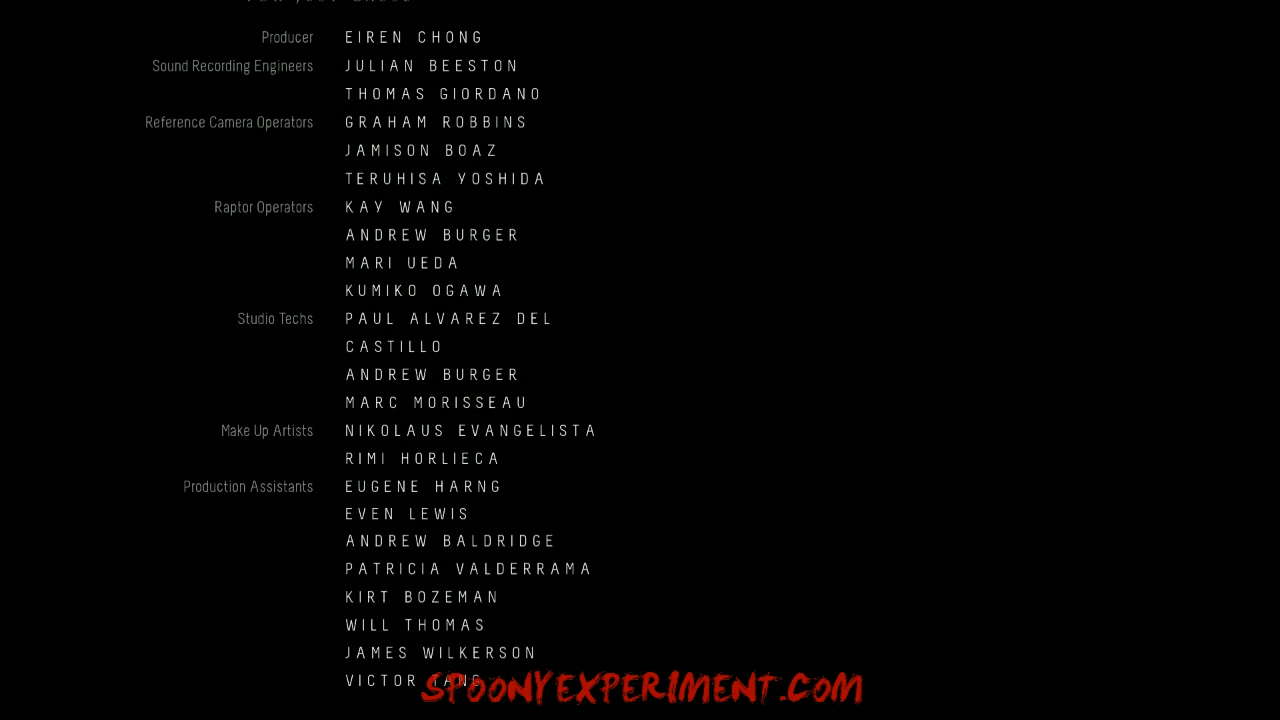 Producer EIREN CHONG
Sound Recording Engineers JULIAN BEESTON
THOMAS GIORDANO
Reference Camera Operators GRAHAM ROBBINS
JAMISON BOAZ
TERUHISA YOSHIDA
Raptor Operators KAY WANG
ANDREW BURGER
MARI UEDA
KUMIKO OGAWA
Studio Techs PAUL ALVAREZ DEL
CASTILLO
ANDREW BURGER
MARC MORISSEAU
Make Up Artists NIKOLAUS EVANGELISTA
RIMI HORLIECA
Production Assistants EUGENE HARNG
EVEN LEWIS
ANDREW BALDRIDGE
PATRICIA VALDERRAMA
KIRT BOZEMAN
WILL THOMAS
JAMES WILKERSON
VICTOR
SPOONYEXPERIMENT.COM